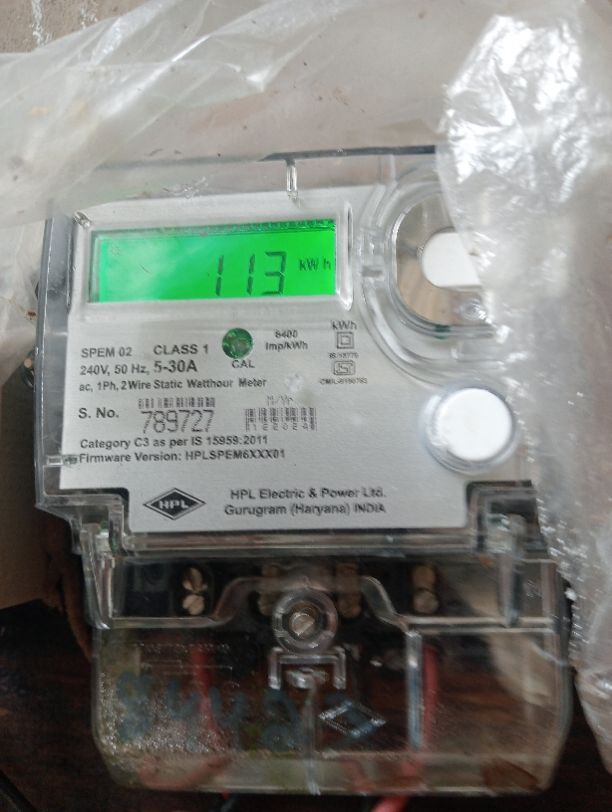 113 kWh
kWh
6400
Imp/kWh
SPEM 02 CLASS 1
CAL
240V, 50 Hz, 5-30A
ac, 1Ph, 2Wire Static Watthour Meter
S. No. 789727
M/Yr
Category C3 as per IS 15959:2011
Firmware Version: HPLSPEM6XXX01
HPL
HPL Electric & Power Ltd.
Gurugram (Haryana) INDIA